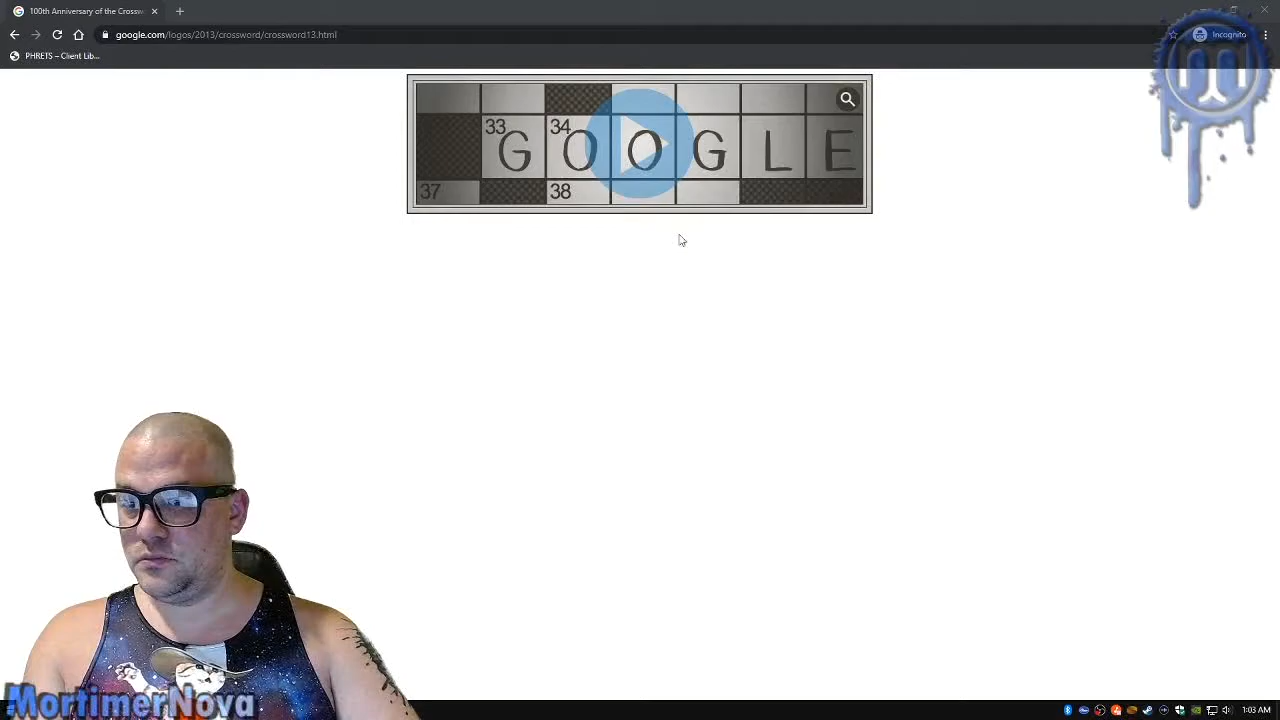 100th Anniversary of the Crossw
google.com/logos/2013/crossword/crossword13.html
Incognito
PHRETS – Client Lib...
33 34
G O O G L E
37 38
MortimerNova
1:03 AM